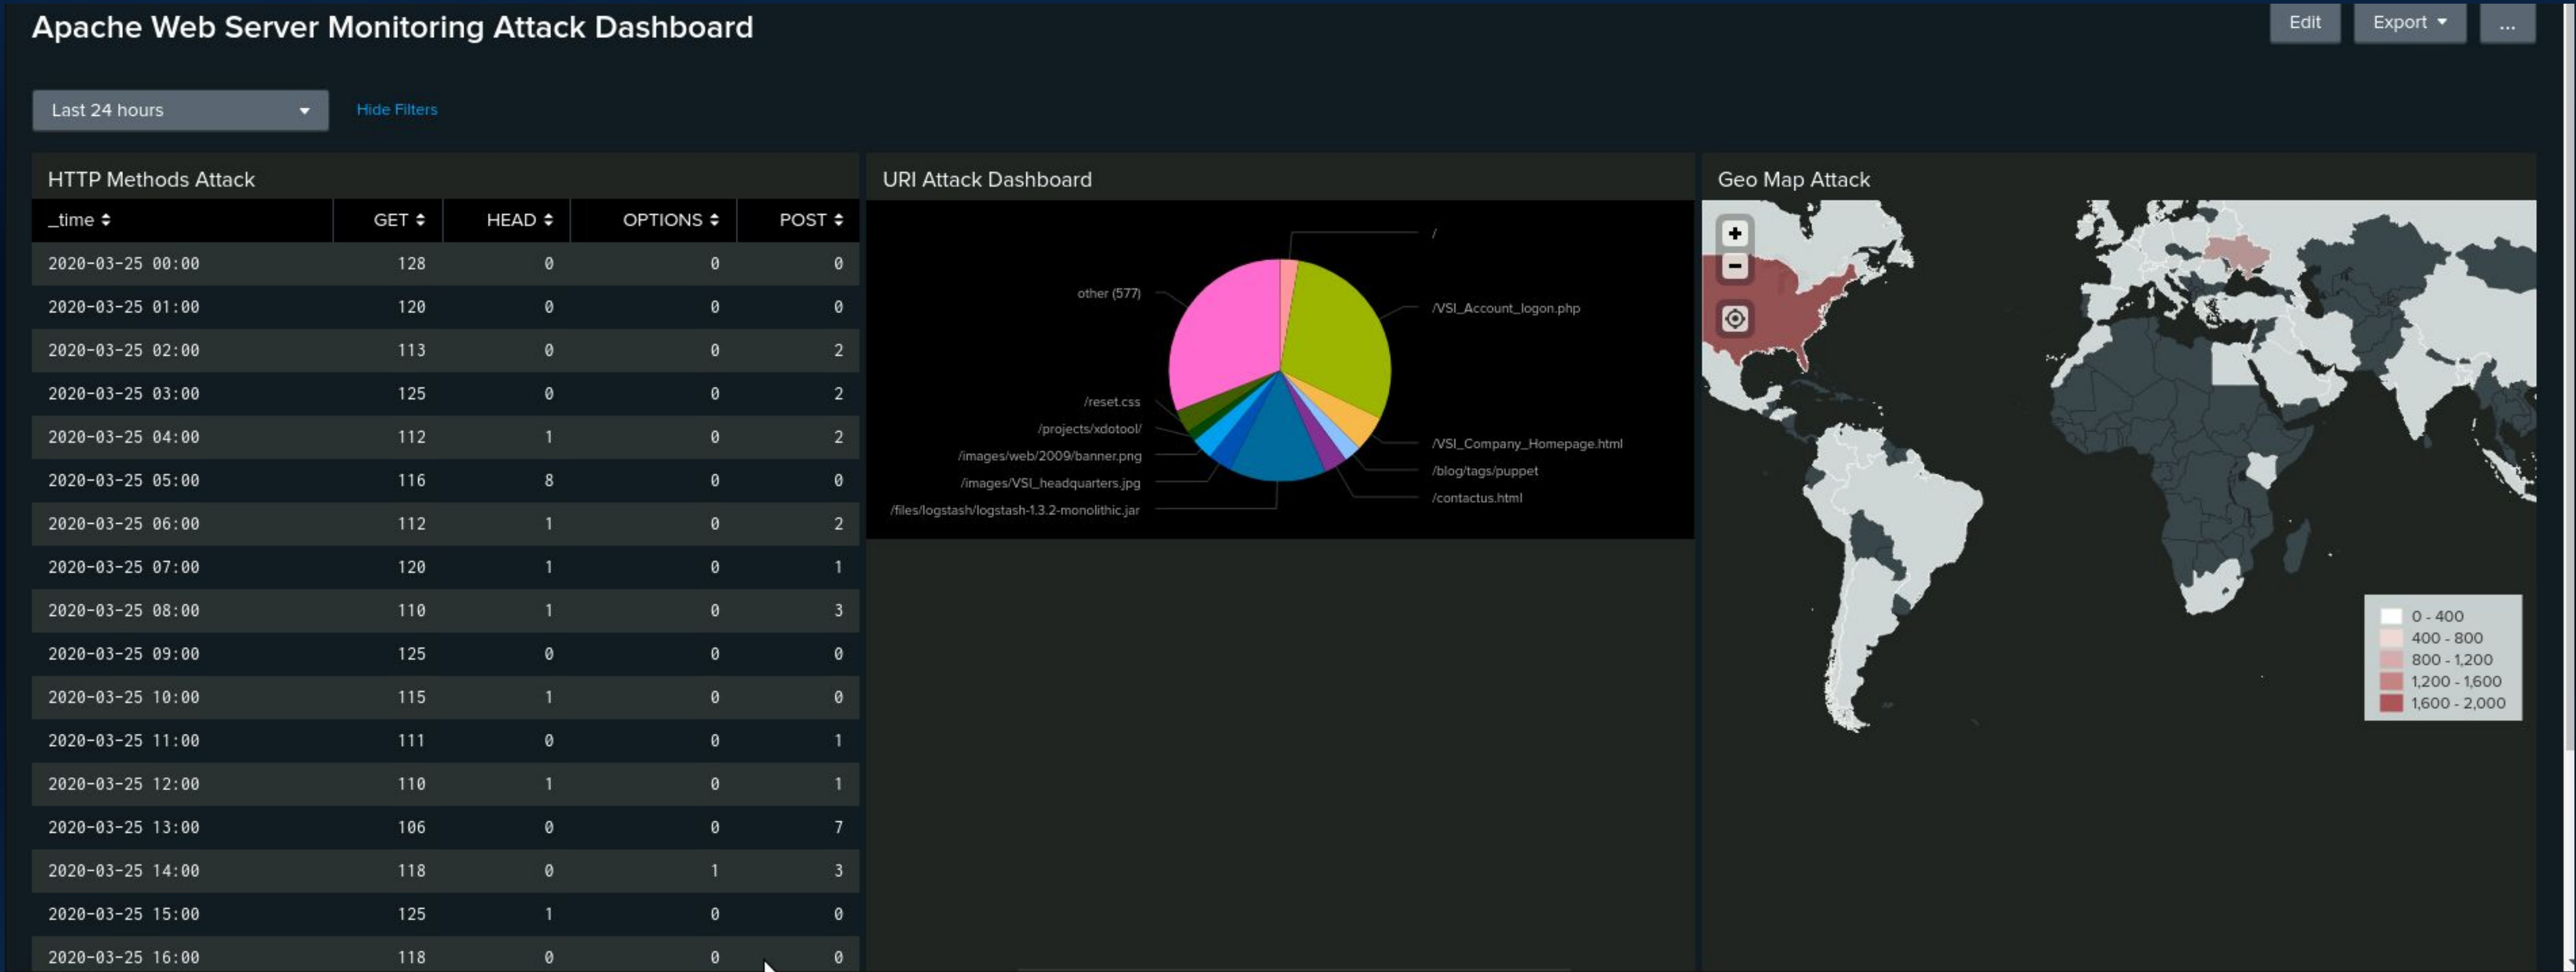 Apache Web Server Monitoring Attack Dashboard
Edit
Export
...
Last 24 hours
Hide Filters
HTTP Methods Attack
_time GET HEAD OPTIONS POST
2020-03-25 00:00 128 0 0 0
2020-03-25 01:00 120 0 0 0
2020-03-25 02:00 113 0 0 2
2020-03-25 03:00 125 0 0 2
2020-03-25 04:00 112 1 0 2
2020-03-25 05:00 116 8 0 0
2020-03-25 06:00 112 1 0 2
2020-03-25 07:00 120 1 0 1
2020-03-25 08:00 110 1 0 3
2020-03-25 09:00 125 0 0 0
2020-03-25 10:00 115 1 0 0
2020-03-25 11:00 111 0 0 1
2020-03-25 12:00 110 1 0 1
2020-03-25 13:00 106 0 0 7
2020-03-25 14:00 118 0 1 3
2020-03-25 15:00 125 1 0 0
2020-03-25 16:00 118 0 0 0
URI Attack Dashboard
/
/VSI_Account_logon.php
/VSI_Company_Homepage.html
/blog/tags/puppet
/contactus.html
other (577)
/reset.css
/projects/xdotool/
/images/web/2009/banner.png
/images/VSI_headquarters.jpg
/files/logstash/logstash-1.3.2-monolithic.jar
Geo Map Attack
+
−
0 - 400
400 - 800
800 - 1,200
1,200 - 1,600
1,600 - 2,000